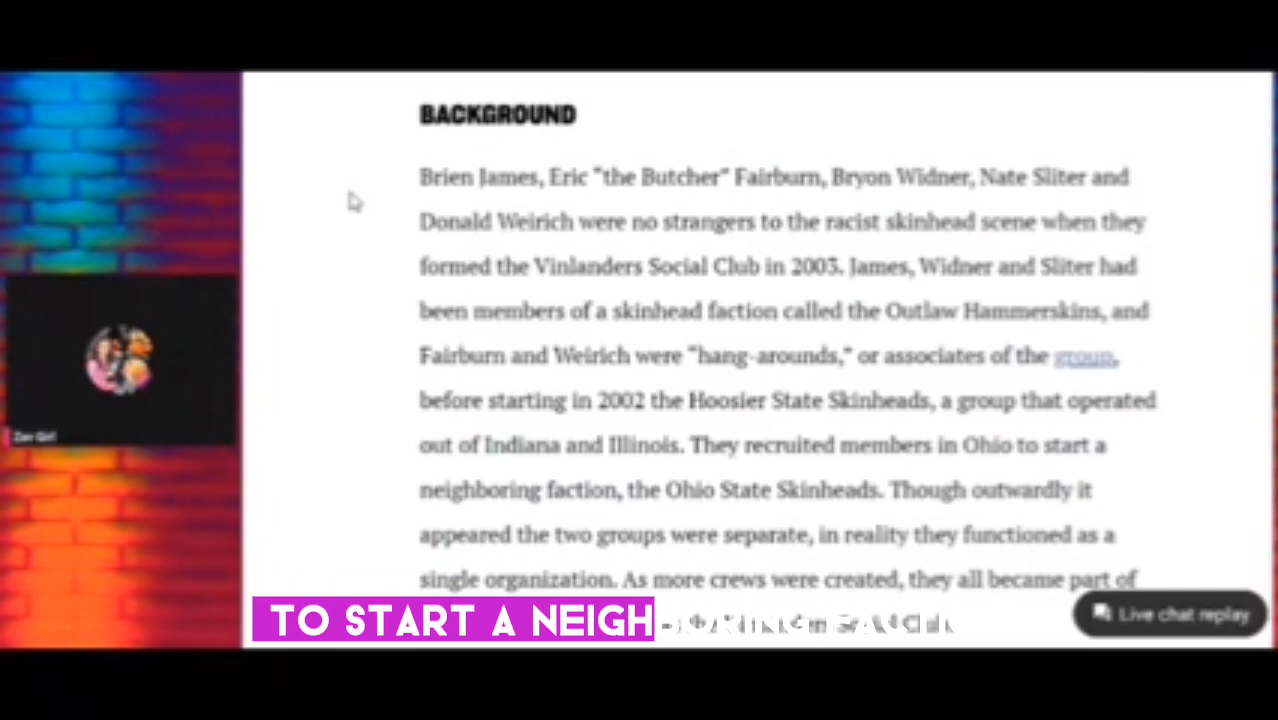 BACKGROUND
Brien James, Eric "the Butcher" Fairburn, Bryon Widner, Nate Sliter and
Donald Weirich were no strangers to the racist skinhead scene when they
formed the Vinlanders Social Club in 2003. James, Widner and Sliter had
been members of a skinhead faction called the Outlaw Hammerskins, and
Fairburn and Weirich were "hang-arounds," or associates of the group,
before starting in 2002 the Hoosier State Skinheads, a group that operated
out of Indiana and Illinois. They recruited members in Ohio to start a
neighboring faction, the Ohio State Skinheads. Though outwardly it
appeared the two groups were separate, in reality they functioned as a
single organization. As more crews were created, they all became part of
Zen Girl
TO START A NEIGHBORING FACTIO
Live chat replay